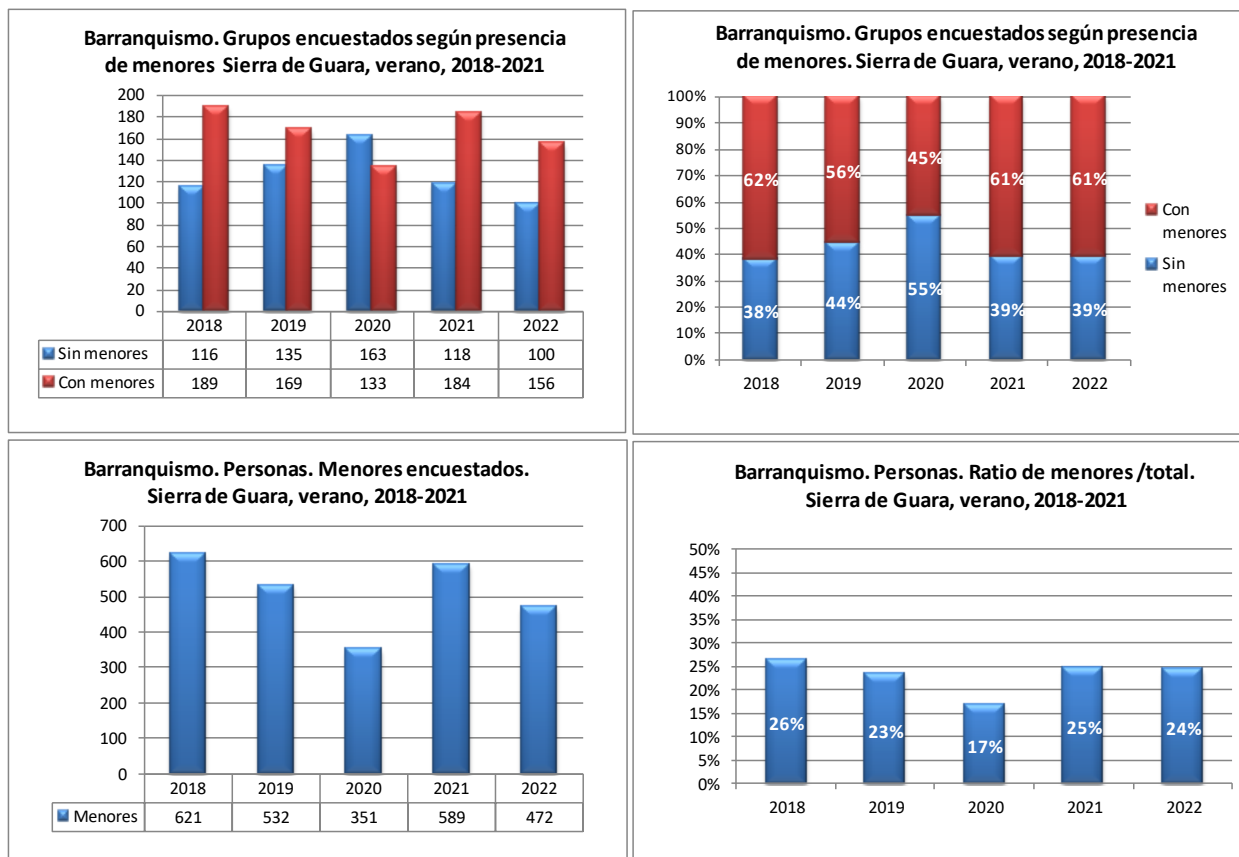 Barranquismo. Grupos encuestados según presencia
de menores  Sierra de Guara, verano, 2018-2021
200
180
160
140
120
100
80
60
40
20
0
2018 2019 2020 2021 2022
Sin menores 116 135 163 118 100
Con menores 189 169 133 184 156
Barranquismo. Grupos encuestados según presencia
de menores. Sierra de Guara, verano, 2018-2021
100%
90%
80%
70%
60%
50%
40%
30%
20%
10%
0%
62% 56% 45% 61% 61%
38% 44% 55% 39% 39%
2018 2019 2020 2021 2022
Con
menores
Sin
menores
Barranquismo. Personas. Menores encuestados.
Sierra de Guara, verano, 2018-2021
700
600
500
400
300
200
100
0
2018 2019 2020 2021 2022
Menores 621 532 351 589 472
Barranquismo. Personas. Ratio de menores /total.
Sierra de Guara, verano, 2018-2021
50%
45%
40%
35%
30%
25%
20%
15%
10%
5%
0%
26% 23% 17% 25% 24%
2018 2019 2020 2021 2022